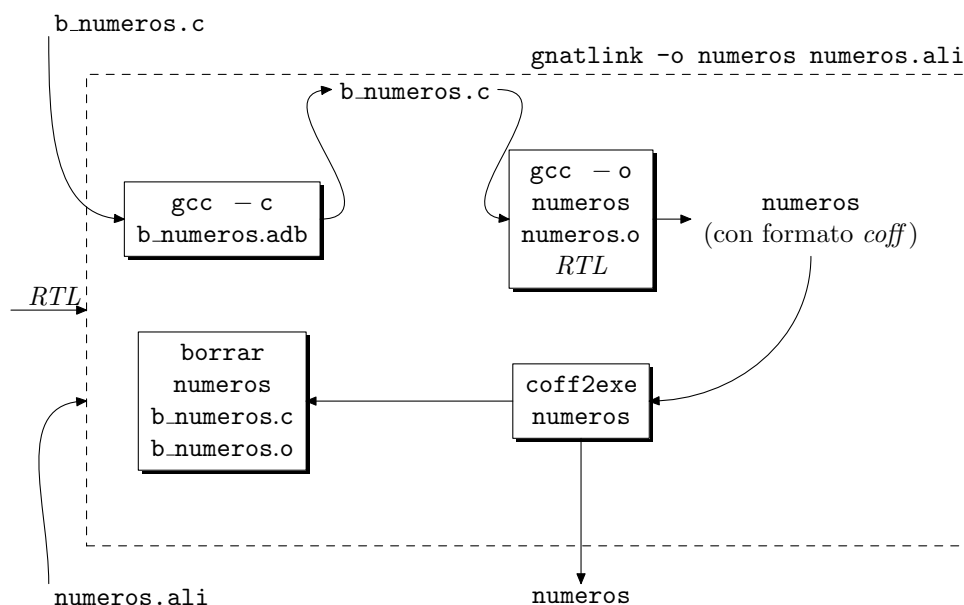 b_numeros.c
gnatlink -o numeros numeros.ali
b_numeros.c
gcc -c
b_numeros.adb
gcc -o
numeros
numeros.o
RTL
numeros
(con formato coff)
RTL
borrar
numeros
b_numeros.c
b_numeros.o
coff2exe
numeros
numeros.ali
numeros